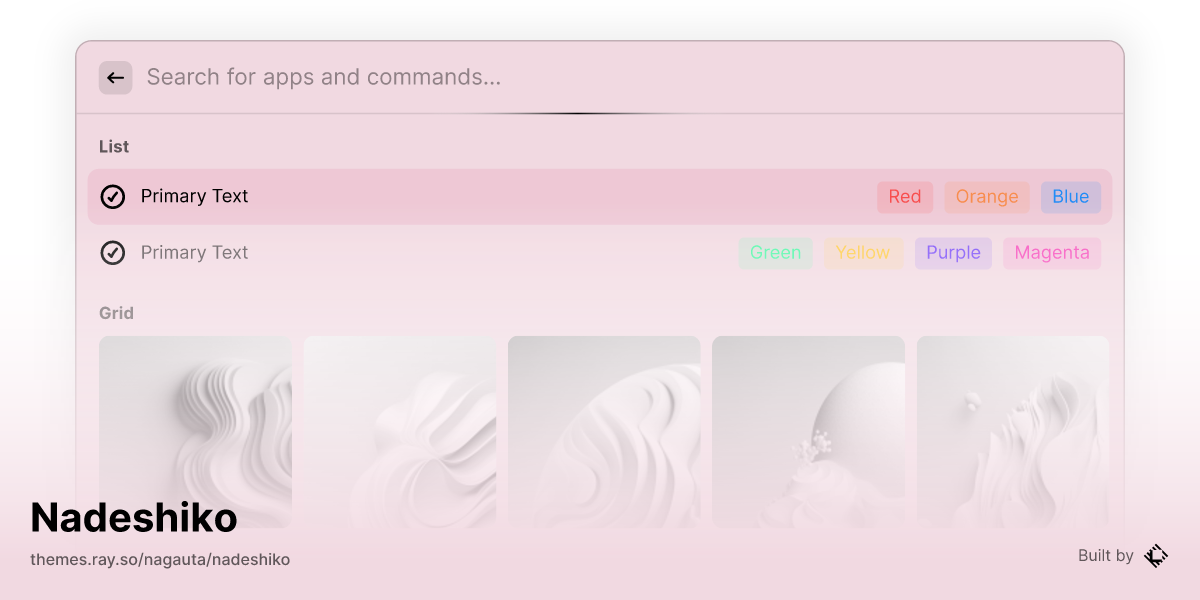 Search for apps and commands...
List
Primary Text Red Orange Blue
Primary Text Green Yellow Purple Magenta
Grid
Nadeshiko
themes.ray.so/nagauta/nadeshiko
Built by